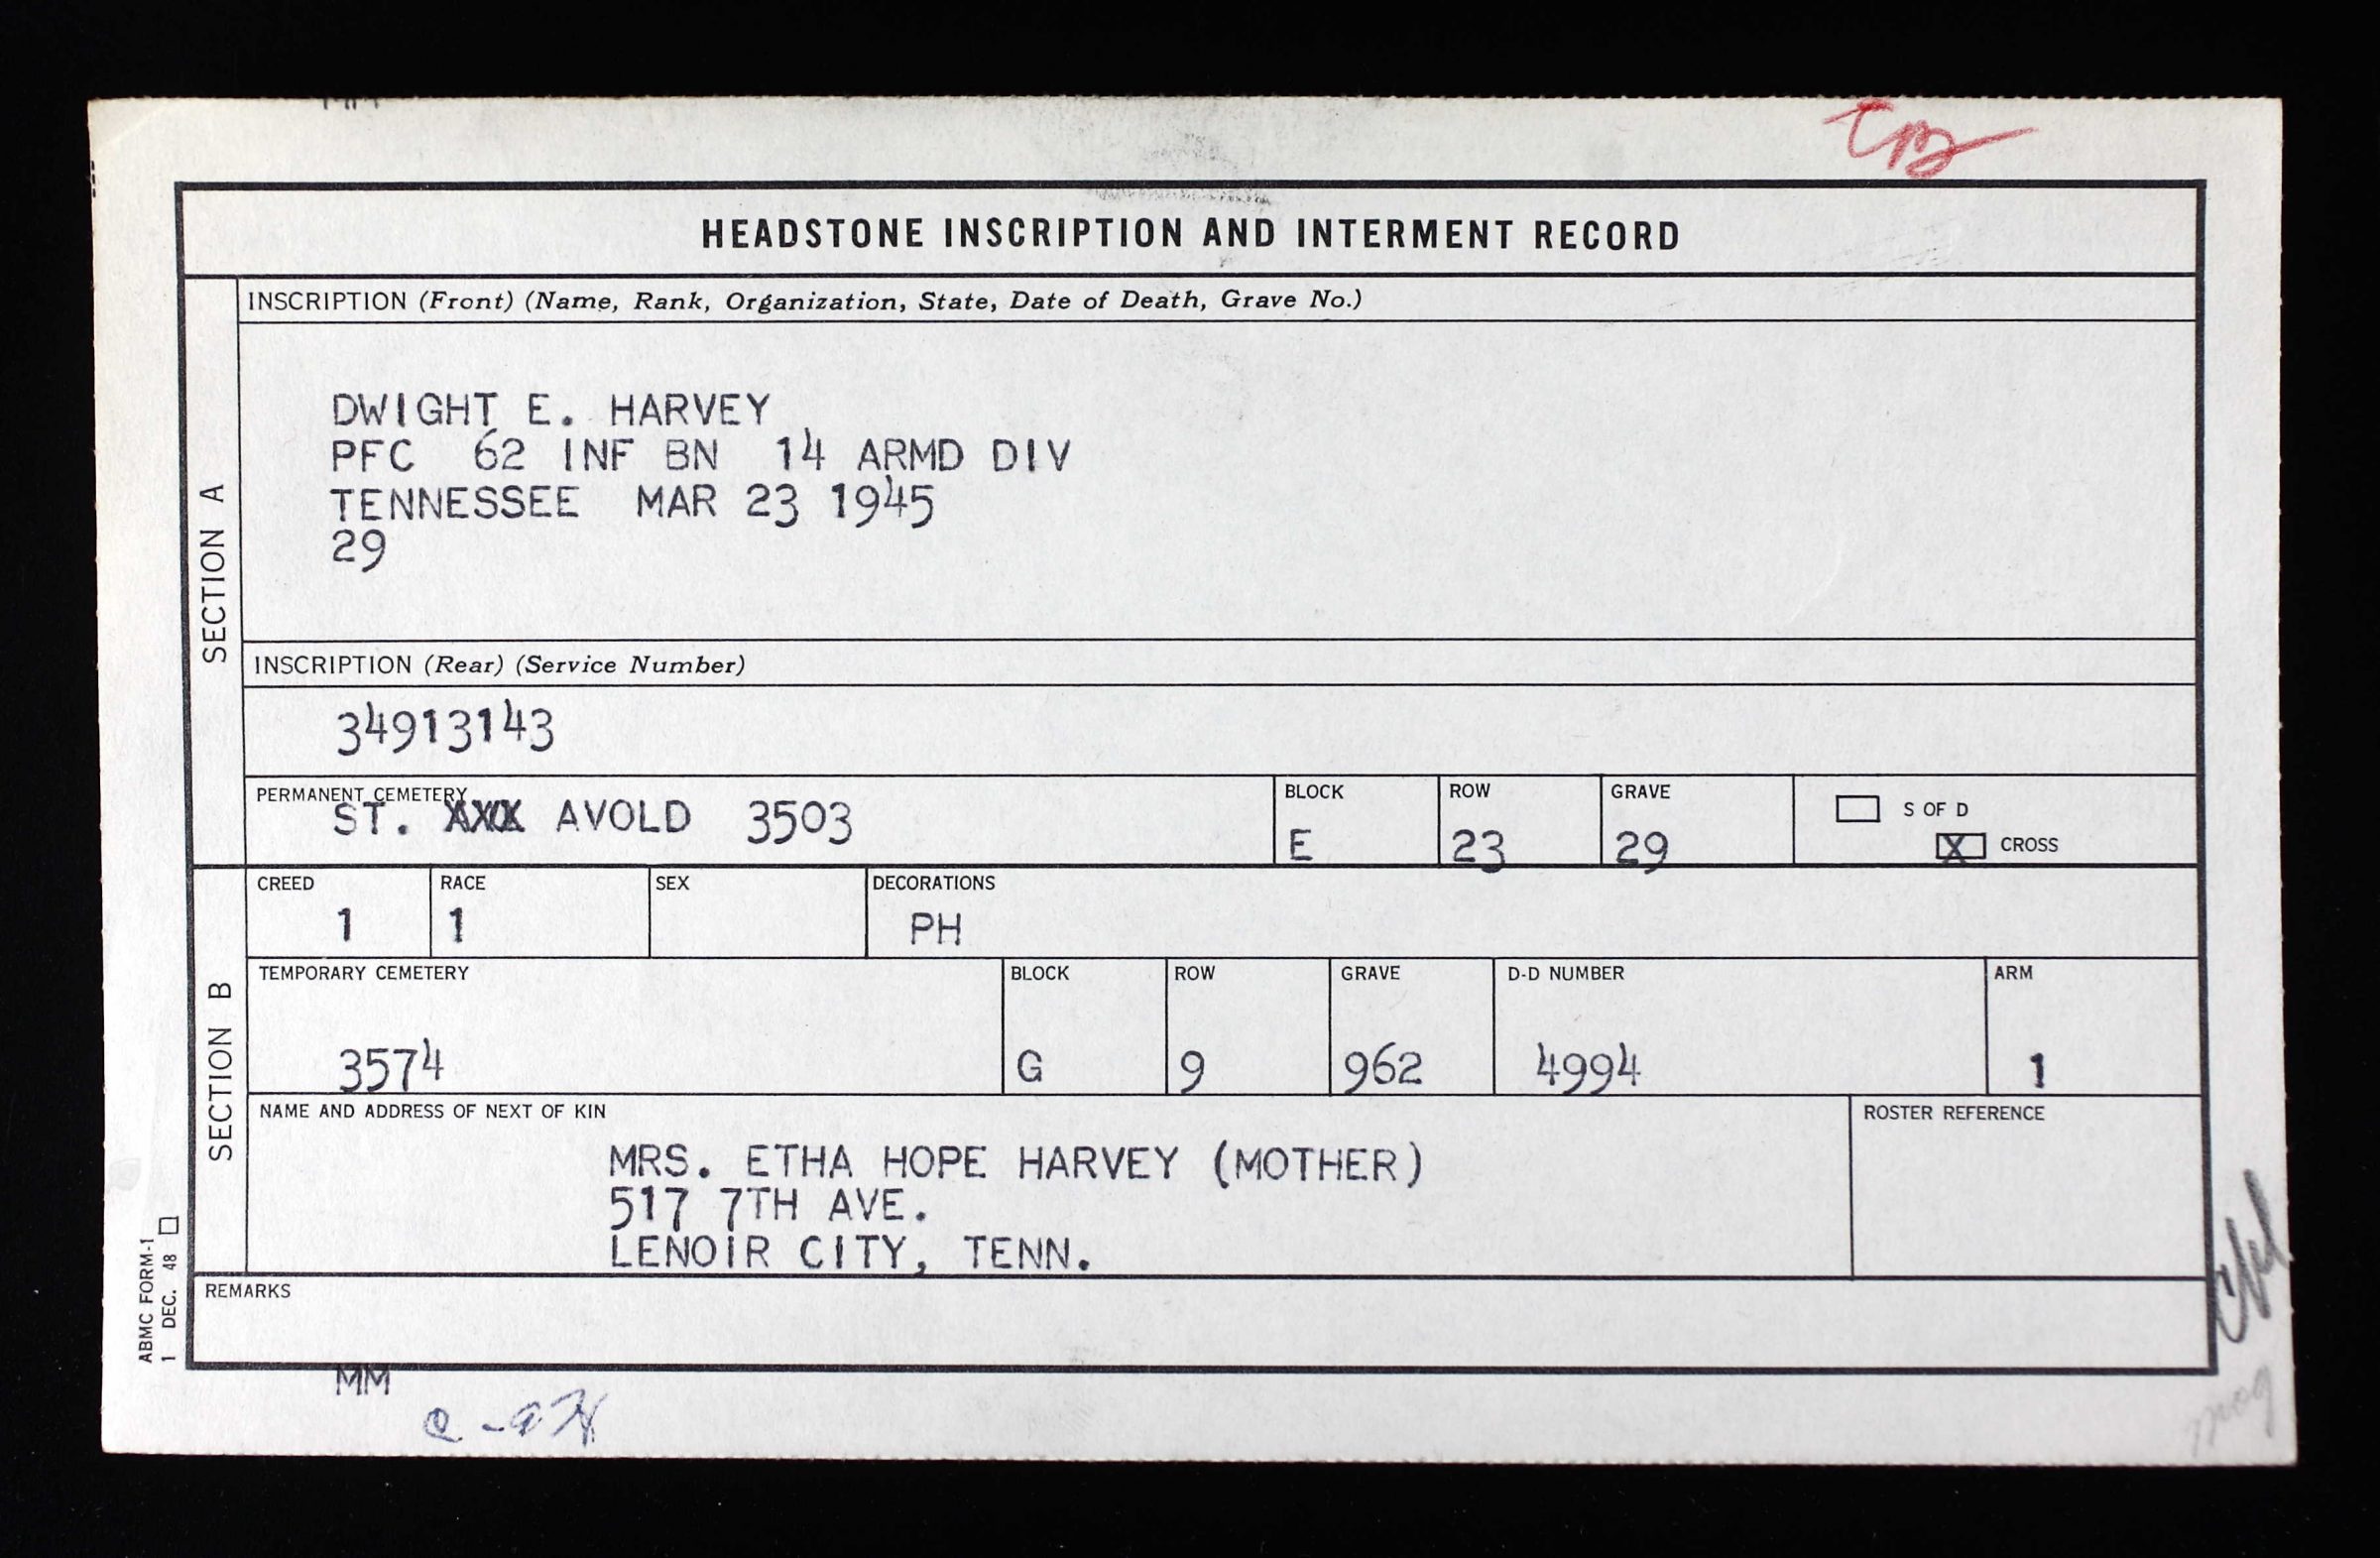 HEADSTONE INSCRIPTION AND INTERMENT RECORD
SECTION A
INSCRIPTION (Front) (Name, Rank, Organization, State, Date of Death, Grave No.)
DWIGHT E. HARVEY
PFC 62 INF BN 14 ARMD DIV
TENNESSEE MAR 23 1945
29
INSCRIPTION (Rear) (Service Number)
34913143
PERMANENT CEMETERY
ST. AVOLD 3503
BLOCK
E
ROW
23
GRAVE
29
S OF D
X CROSS
SECTION B
CREED
1
RACE
1
SEX
DECORATIONS
PH
TEMPORARY CEMETERY
3574
BLOCK
G
ROW
9
GRAVE
962
D-D NUMBER
4994
ARM
1
NAME AND ADDRESS OF NEXT OF KIN
MRS. ETHA HOPE HARVEY (MOTHER)
517 7TH AVE.
LENOIR CITY, TENN.
ROSTER REFERENCE
REMARKS
ABMC FORM-1
1 DEC. 48
MM